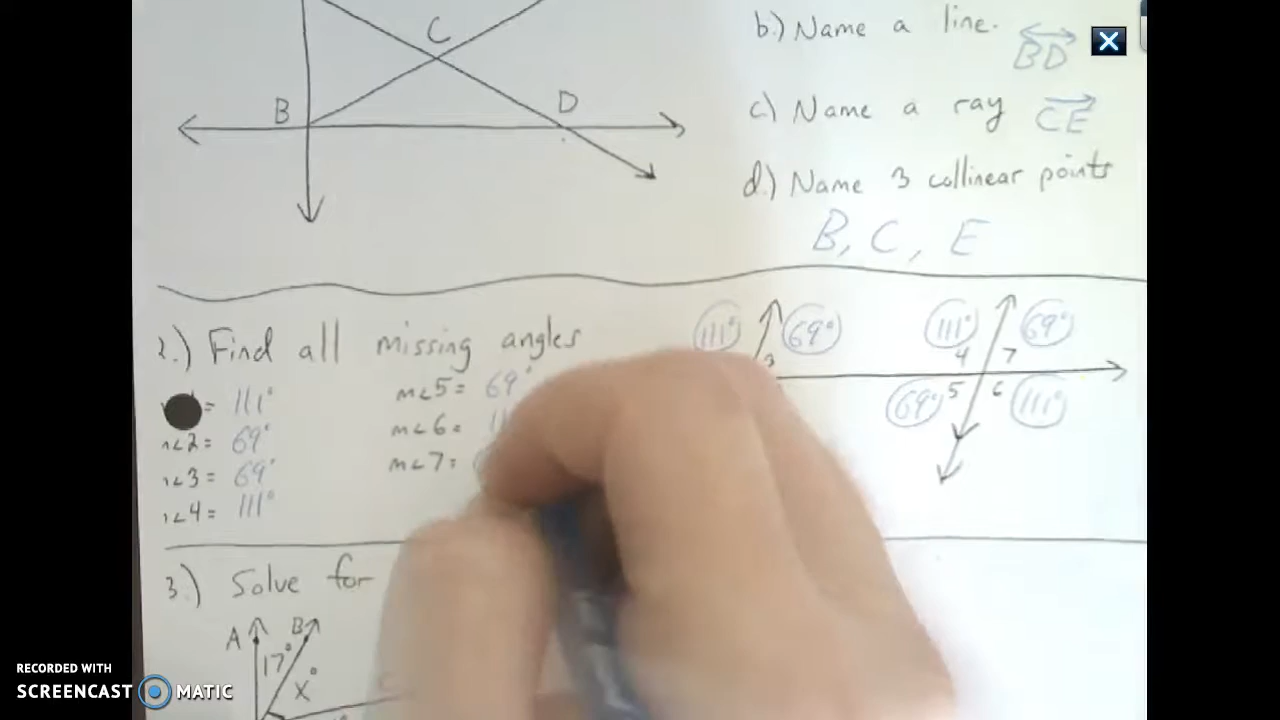 C
b.) Name a line. BD
B
D
c.) Name a ray CE
d.) Name 3 collinear points
B, C, E
111° 69° 111° 69°
4 7
2.) Find all missing angles
= 111° m<5 = 69° 69° 5 6 111°
<2 = 69° m<6 =
<3 = 69° m<7 =
<4 = 111°
3.) Solve for
A B
17°
x°
RECORDED WITH
SCREENCAST MATIC